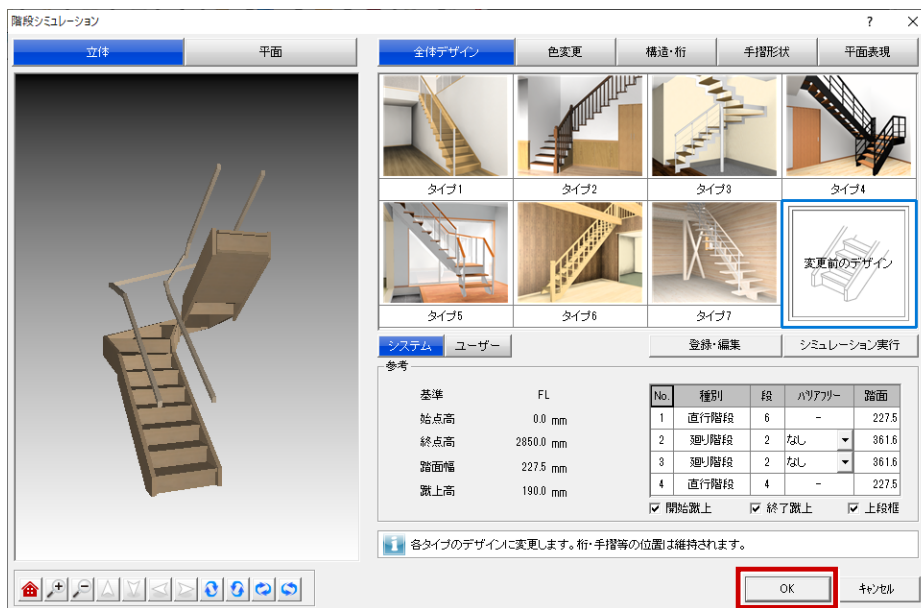 階段シミュレーション ? ×
立体 平面
全体デザイン 色変更 構造・桁 手摺形状 平面表現
タイプ1 タイプ2 タイプ3 タイプ4
変更前のデザイン
タイプ5 タイプ6 タイプ7
システム ユーザー 登録・編集 シミュレーション実行
参考
基準 FL
始点高 0.0 mm
終点高 2850.0 mm
踏面幅 227.5 mm
蹴上高 190.0 mm
No. 種別 段 バリアフリー 踏面
1 直行階段 6 - 227.5
2 廻り階段 2 なし 361.6
3 廻り階段 2 なし 361.6
4 直行階段 4 - 227.5
開始蹴上 終了蹴上 上段框
各タイプのデザインに変更します。桁・手摺等の位置は維持されます。
OK キャンセル